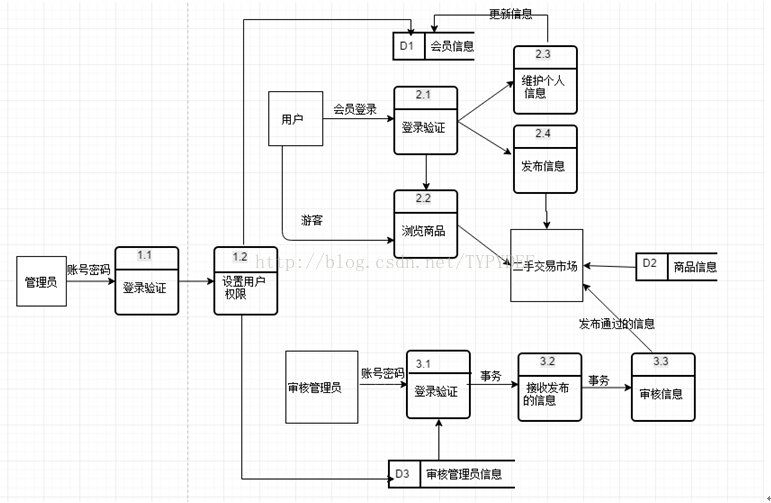 更新信息
D1 会员信息
2.3
维护个人
信息
用户
会员登录
2.1
登录验证
2.4
发布信息
游客
2.2
浏览商品
管理员
账号密码
1.1
登录验证
1.2
设置用户
权限
http://blog.csdn.net/TYPYDEE
二手交易市场
D2 商品信息
发布通过的信息
审核管理员
账号密码
3.1
登录验证
事务
3.2
接收发布
的信息
事务
3.3
审核信息
D3 审核管理员信息